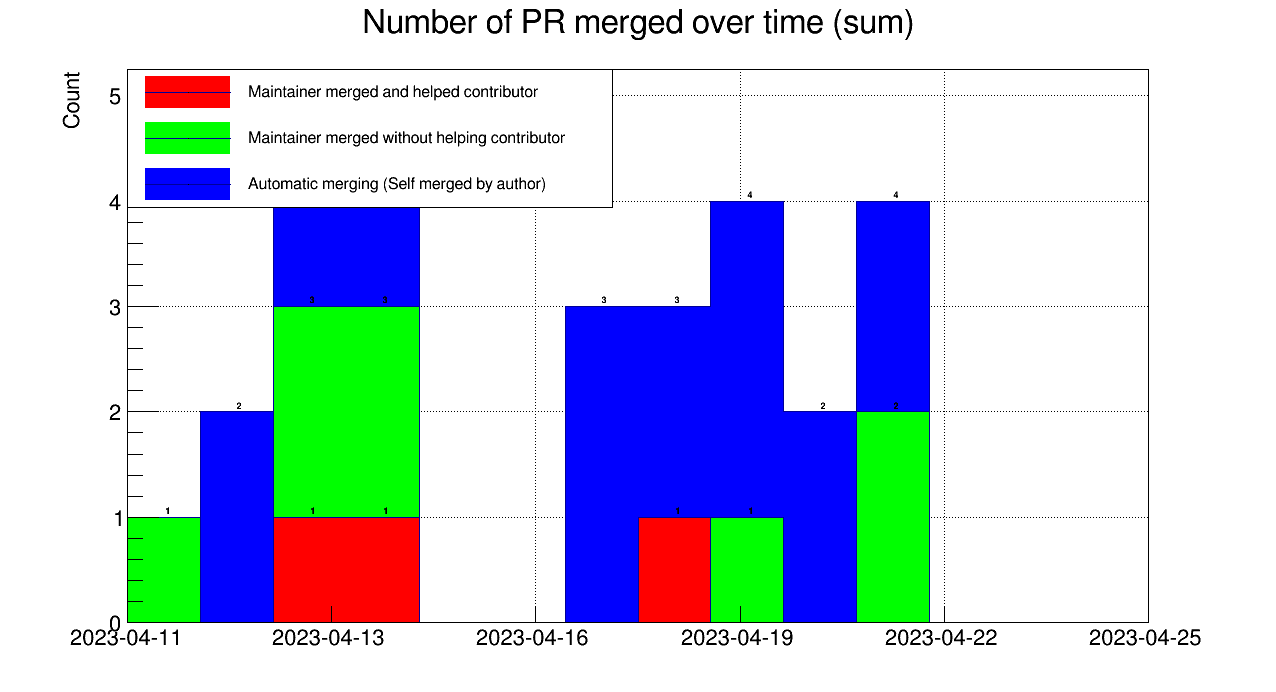 Number of PR merged over time (sum)
Count
Maintainer merged and helped contributor
Maintainer merged without helping contributor
Automatic merging (Self merged by author)
5
4
3
2
1
0
4 4
3 3 3 3
2 2 2
1 1 1 1 1
2023-04-11 2023-04-13 2023-04-16 2023-04-19 2023-04-22 2023-04-25